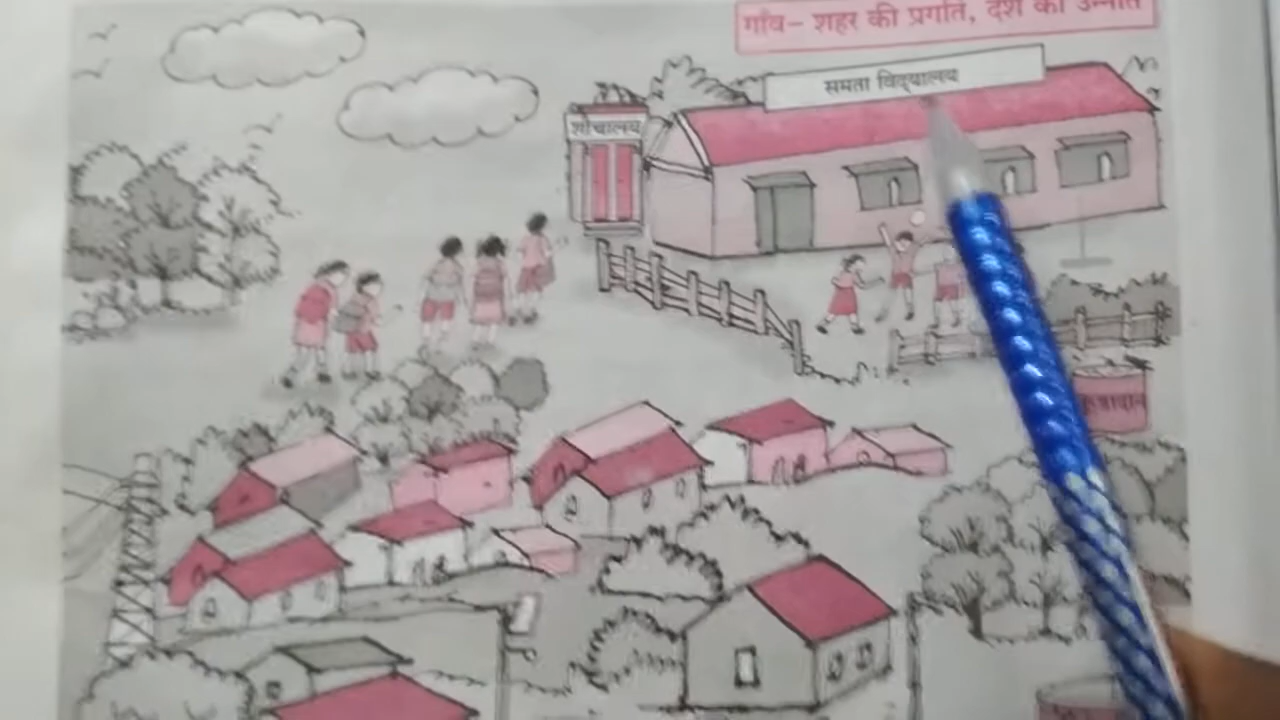 गाँव- शहर की प्रगति, देश की उन्नति
समता विद्यालय
शौचालय
कूड़ादान